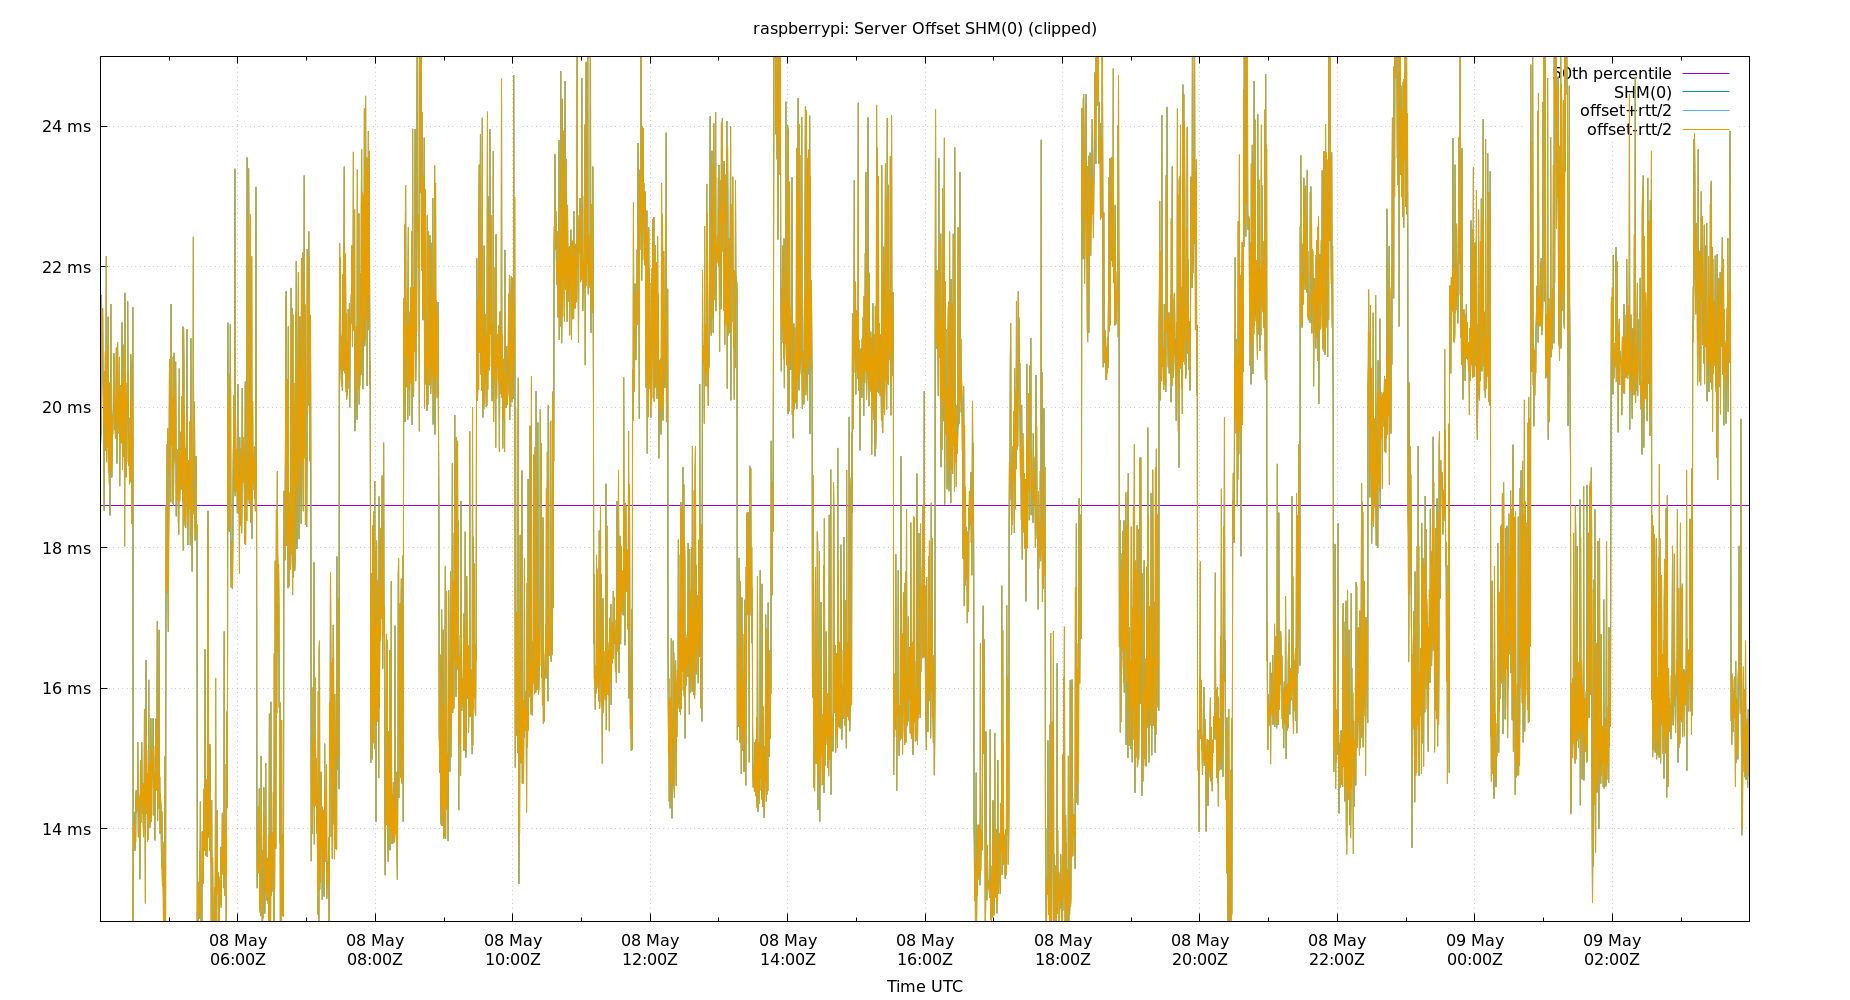 raspberrypi: Server Offset SHM(0) (clipped)
50th percentile
SHM(0)
offset+rtt/2
offset-rtt/2
24 ms
22 ms
20 ms
18 ms
16 ms
14 ms
08 May 06:00Z
08 May 08:00Z
08 May 10:00Z
08 May 12:00Z
08 May 14:00Z
08 May 16:00Z
08 May 18:00Z
08 May 20:00Z
08 May 22:00Z
09 May 00:00Z
09 May 02:00Z
Time UTC